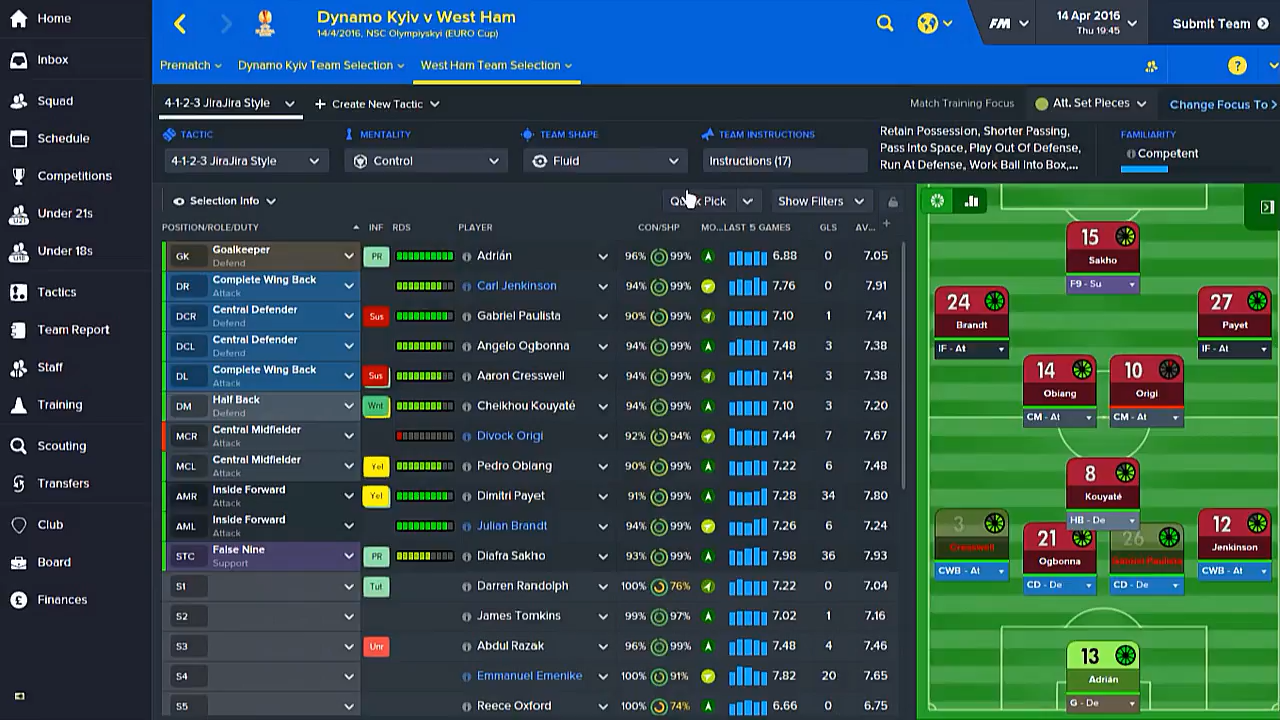 Home
Inbox
Squad
Schedule
Competitions
Under 21s
Under 18s
Tactics
Team Report
Staff
Training
Scouting
Transfers
Club
Board
Finances
Dynamo Kyiv v West Ham
14/4/2016, NSC Olympiyskyi (EURO Cup)
FM
14 Apr 2016
Thu 19:45
Submit Team
Prematch
Dynamo Kyiv Team Selection
West Ham Team Selection
?
4-1-2-3 JiraJira Style
+ Create New Tactic
Match Training Focus
Att. Set Pieces
Change Focus To >
TACTIC
4-1-2-3 JiraJira Style
MENTALITY
Control
TEAM SHAPE
Fluid
TEAM INSTRUCTIONS
Instructions (17)
Retain Possession, Shorter Passing,
Pass Into Space, Play Out Of Defense,
Run At Defense, Work Ball Into Box,...
FAMILIARITY
Competent
Selection Info
Pick
Show Filters
POSITION/ROLE/DUTY INF RDS PLAYER CON/SHP MO... LAST 5 GAMES GLS AV... +
GK Goalkeeper Defend PR Adrián 96% 99% 6.88 0 7.05
DR Complete Wing Back Attack Carl Jenkinson 94% 99% 7.76 0 7.91
DCR Central Defender Defend Sus Gabriel Paulista 90% 99% 7.10 1 7.41
DCL Central Defender Defend Angelo Ogbonna 94% 99% 7.48 3 7.38
DL Complete Wing Back Attack Sus Aaron Cresswell 94% 99% 7.14 3 7.38
DM Half Back Defend Wnt Cheikhou Kouyaté 94% 99% 7.10 3 7.20
MCR Central Midfielder Attack Divock Origi 92% 94% 7.44 7 7.67
MCL Central Midfielder Attack Yel Pedro Obiang 90% 99% 7.22 6 7.48
AMR Inside Forward Attack Yel Dimitri Payet 91% 99% 7.28 34 7.80
AML Inside Forward Attack Julian Brandt 94% 99% 7.26 6 7.24
STC False Nine Support PR Diafra Sakho 93% 99% 7.98 36 7.93
S1 Tut Darren Randolph 100% 76% 7.22 0 7.04
S2 James Tomkins 99% 97% 7.02 1 7.16
S3 Unr Abdul Razak 94% 99% 7.48 4 7.46
S4 Emmanuel Emenike 100% 91% 7.82 20 7.65
S5 Reece Oxford 100% 74% 6.66 0 6.75
15
Sakho
F9 - Su
24
Brandt
IF - At
27
Payet
IF - At
14
Obiang
CM - At
10
Origi
CM - At
8
Kouyaté
HB - De
3
Cresswell
CWB - At
21
Ogbonna
CD - De
26
CD - De
12
Jenkinson
CWB - At
13
Adrián
G - De